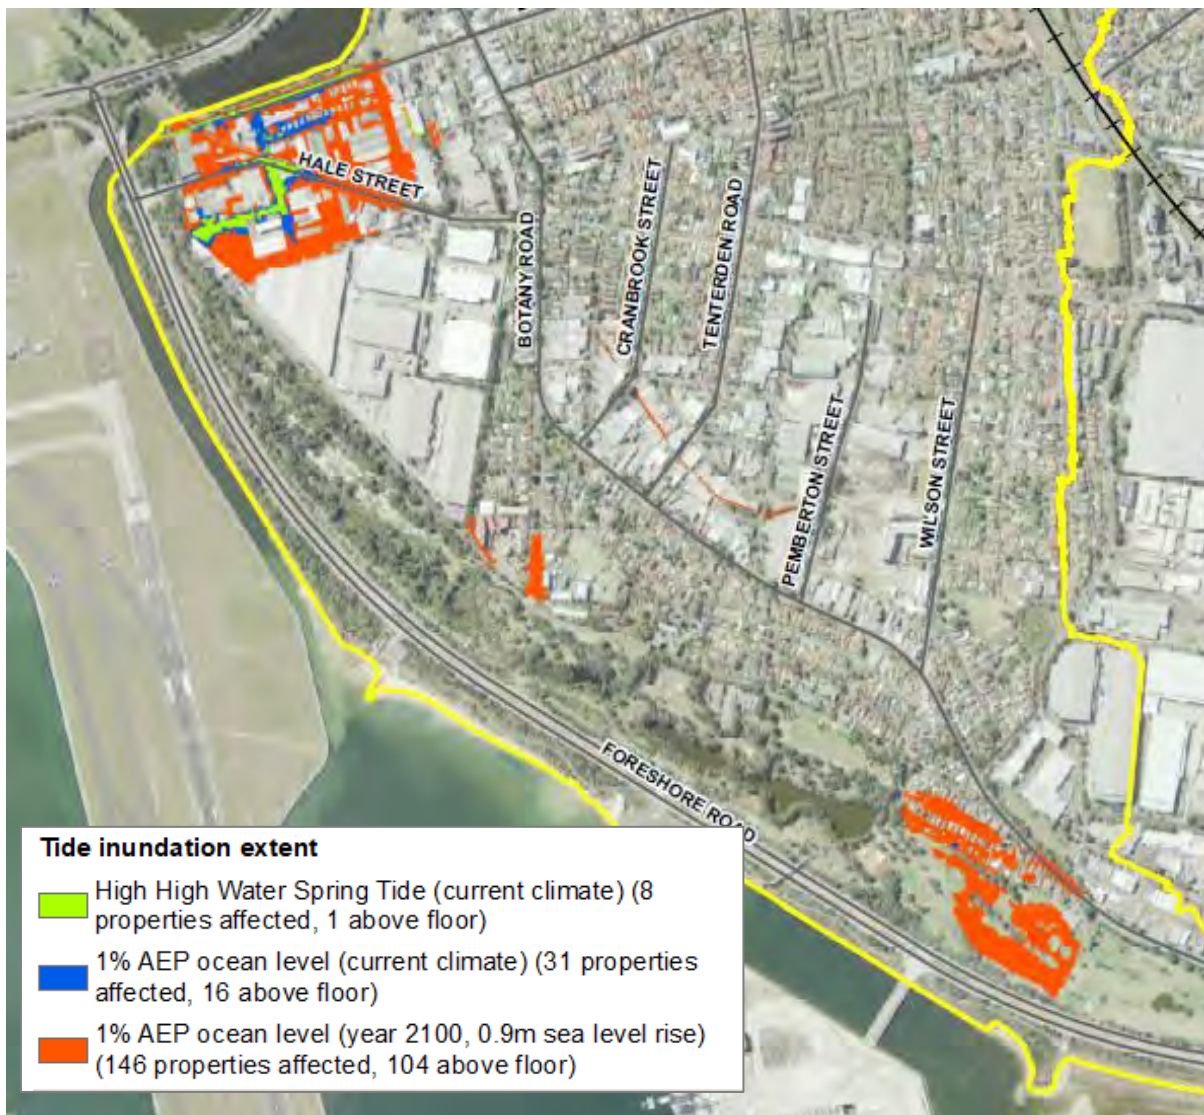 HALE STREET
BOTANY ROAD
CRANBROOK STREET
TENTERDEN ROAD
PEMBERTON STREET
WILSON STREET
FORESHORE ROAD
Tide inundation extent
High High Water Spring Tide (current climate) (8
properties affected, 1 above floor)
1% AEP ocean level (current climate) (31 properties
affected, 16 above floor)
1% AEP ocean level (year 2100, 0.9m sea level rise)
(146 properties affected, 104 above floor)